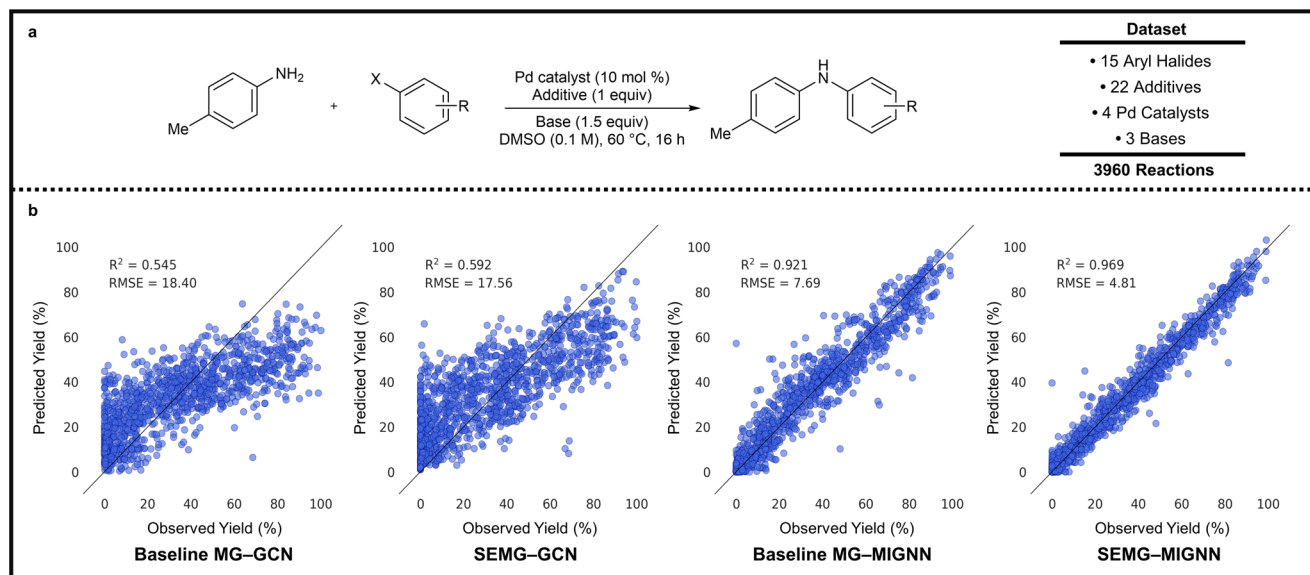 a
Dataset
• 15 Aryl Halides
• 22 Additives
• 4 Pd Catalysts
• 3 Bases
3960 Reactions
NH2
Me
+
X
R
Pd catalyst (10 mol %)
Additive (1 equiv)
Base (1.5 equiv)
DMSO (0.1 M), 60 °C, 16 h
H
N
Me
R
b
R² = 0.545
RMSE = 18.40
Predicted Yield (%)
100
80
60
40
20
0
0 20 40 60 80 100
Observed Yield (%)
Baseline MG–GCN
R² = 0.592
RMSE = 17.56
Predicted Yield (%)
100
80
60
40
20
0
0 20 40 60 80 100
Observed Yield (%)
SEMG–GCN
R² = 0.921
RMSE = 7.69
Predicted Yield (%)
100
80
60
40
20
0
0 20 40 60 80 100
Observed Yield (%)
Baseline MG–MIGNN
R² = 0.969
RMSE = 4.81
Predicted Yield (%)
100
80
60
40
20
0
0 20 40 60 80 100
Observed Yield (%)
SEMG–MIGNN